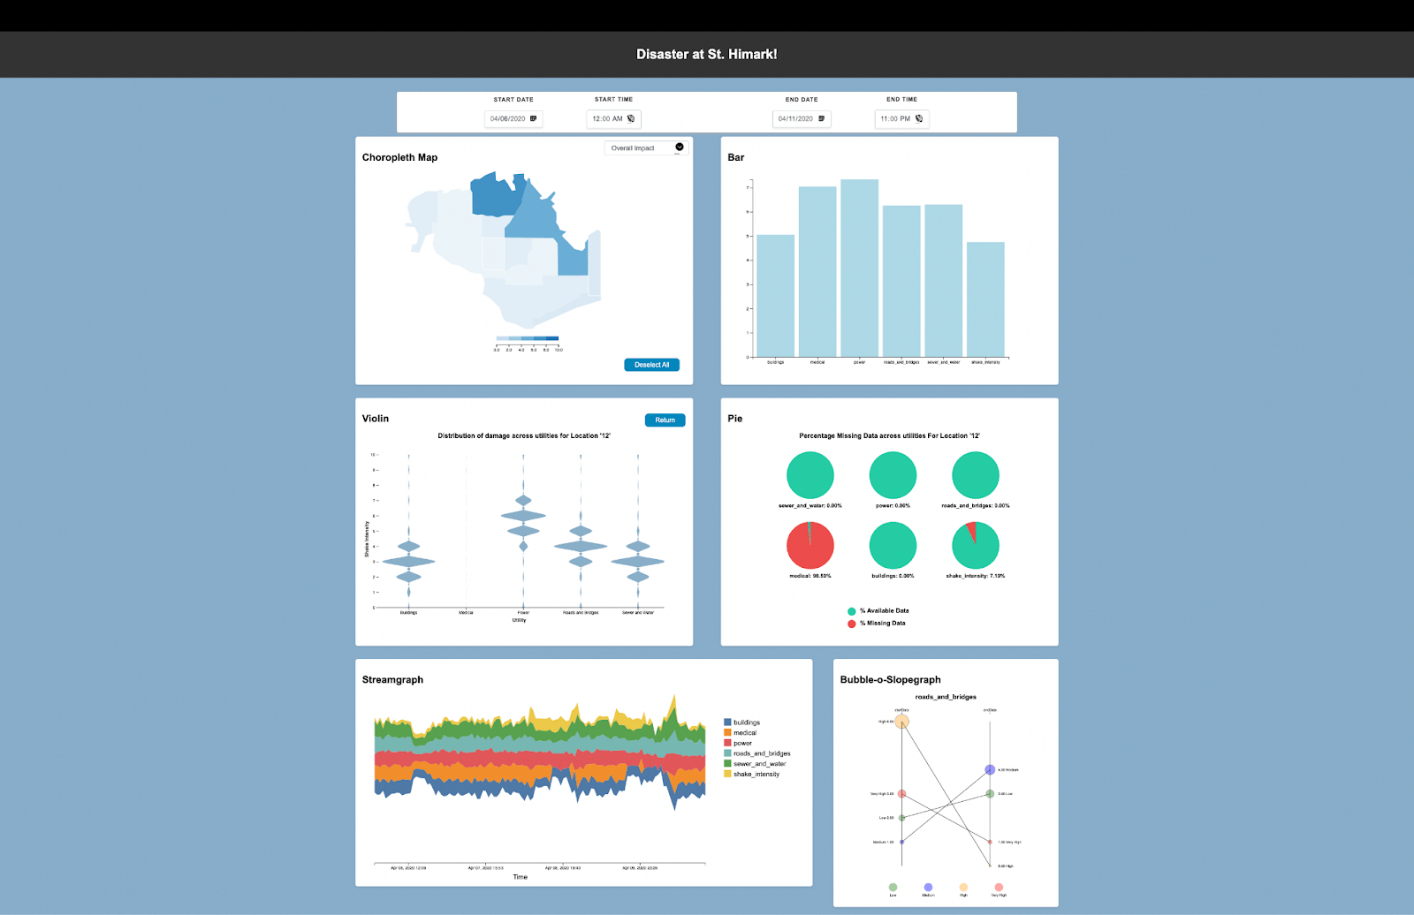 Disaster at St. Himark!
START DATE
START TIME
END DATE
END TIME
04/06/2020
12:00 AM
04/11/2020
11:00 PM
Choropleth Map
Overall Impact
0.0 2.0 4.0 6.0 8.0 10.0
Deselect All
Bar
7
6
5
4
3
2
1
0
buildings medical power roads_and_bridges sewer_and_water shake_intensity
Violin
Return
Distribution of damage across utilities for Location '12'
Shake Intensity
10
9
8
7
6
5
4
3
2
1
0
Buildings Medical Power Roads and Bridges Sewer and Water
Utility
Pie
Percentage Missing Data across utilities For Location '12'
sewer_and_water: 0.00% power: 0.00% roads_and_bridges: 0.00%
medical: 98.59% buildings: 0.00% shake_intensity: 7.19%
% Available Data
% Missing Data
Streamgraph
buildings
medical
power
roads_and_bridges
sewer_and_water
shake_intensity
Time
Bubble-o-Slopegraph
roads_and_bridges
Low Medium High Very High